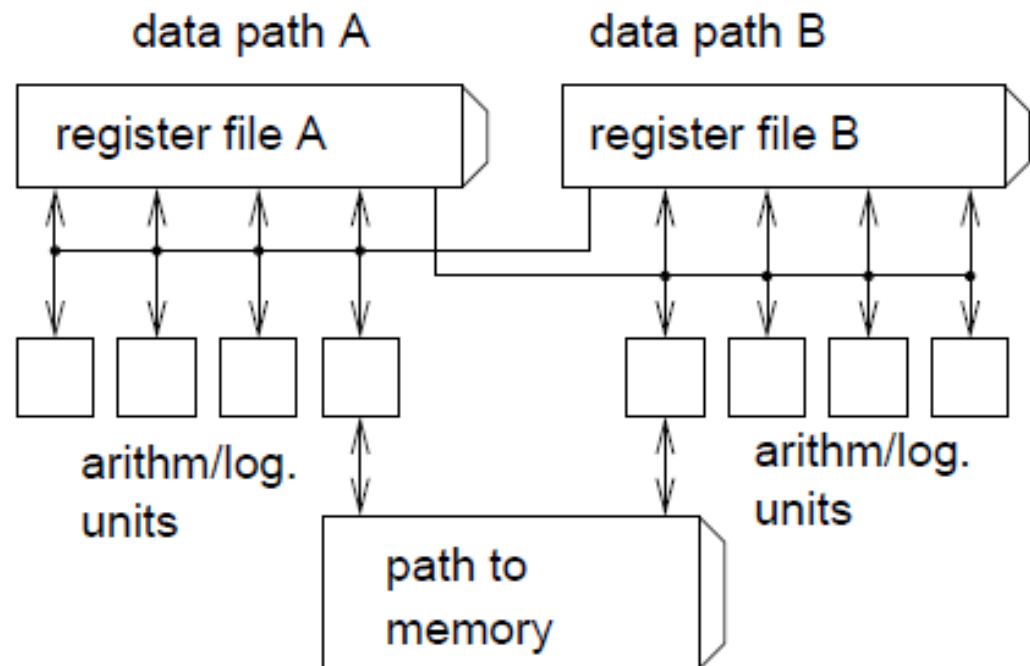 data path A
data path B
register file A
register file B
arithm/log.
units
arithm/log.
units
path to
memory